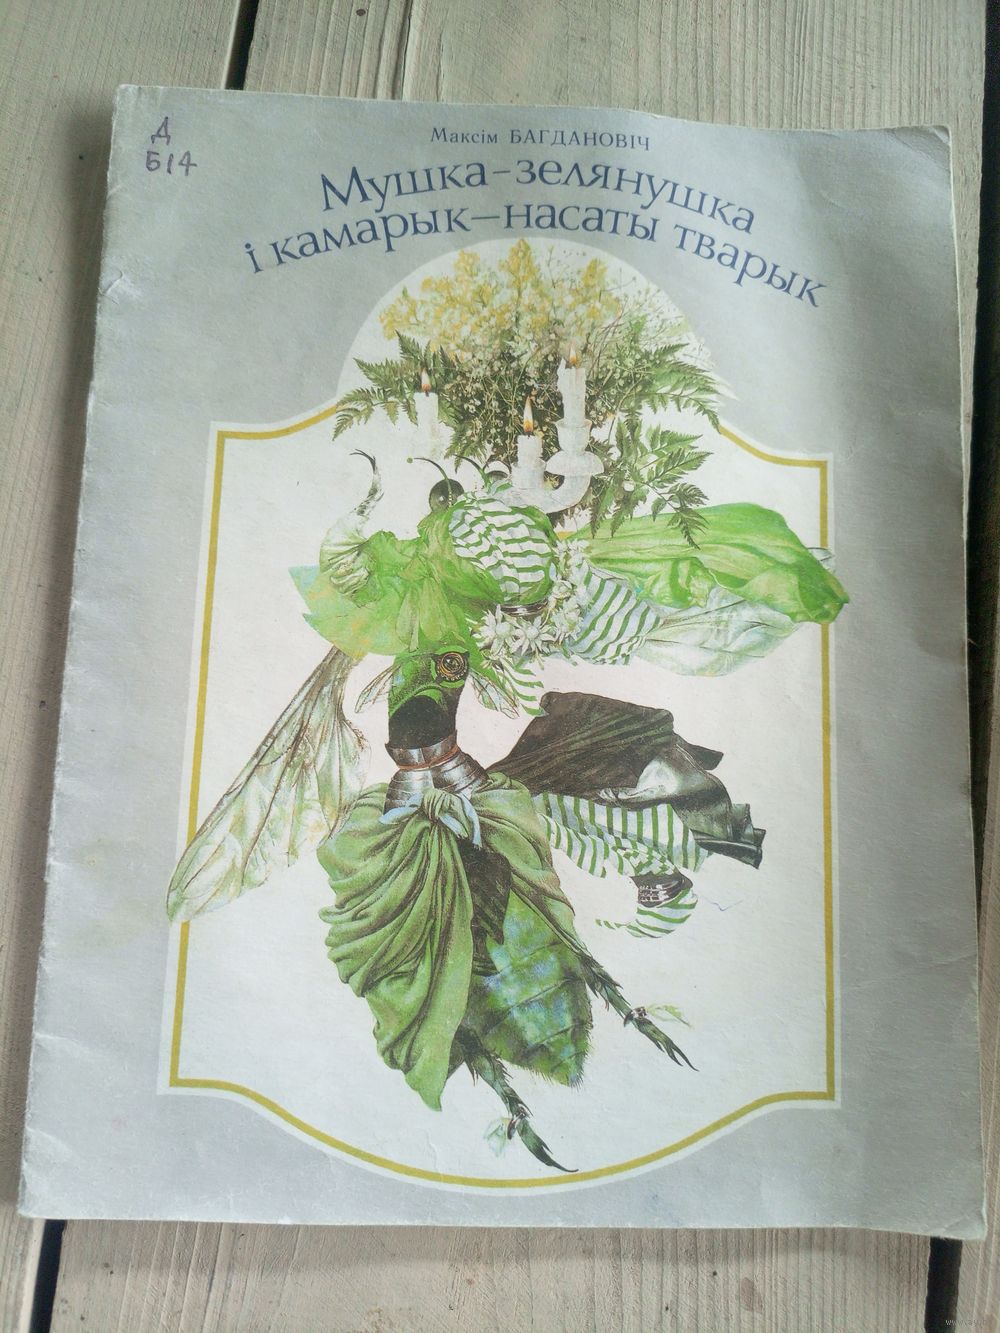 Д
Б14
Максім БАГДАНОВІЧ
Мушка–зелянушка
і камарык–насаты тварык